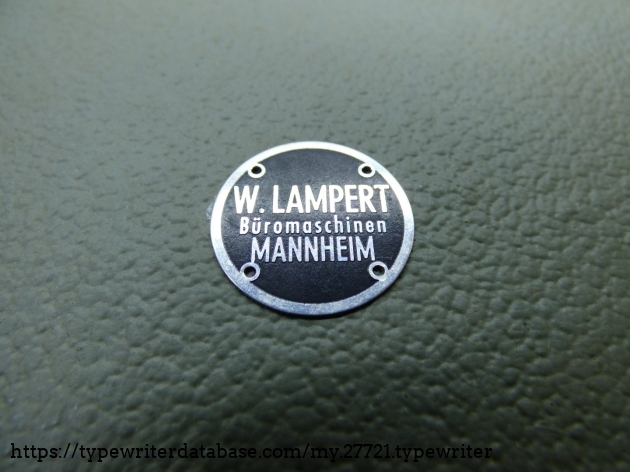 W. LAMPERT
Büromaschinen
MANNHEIM
https://typewriterdatabase.com/my.27721.typewriter